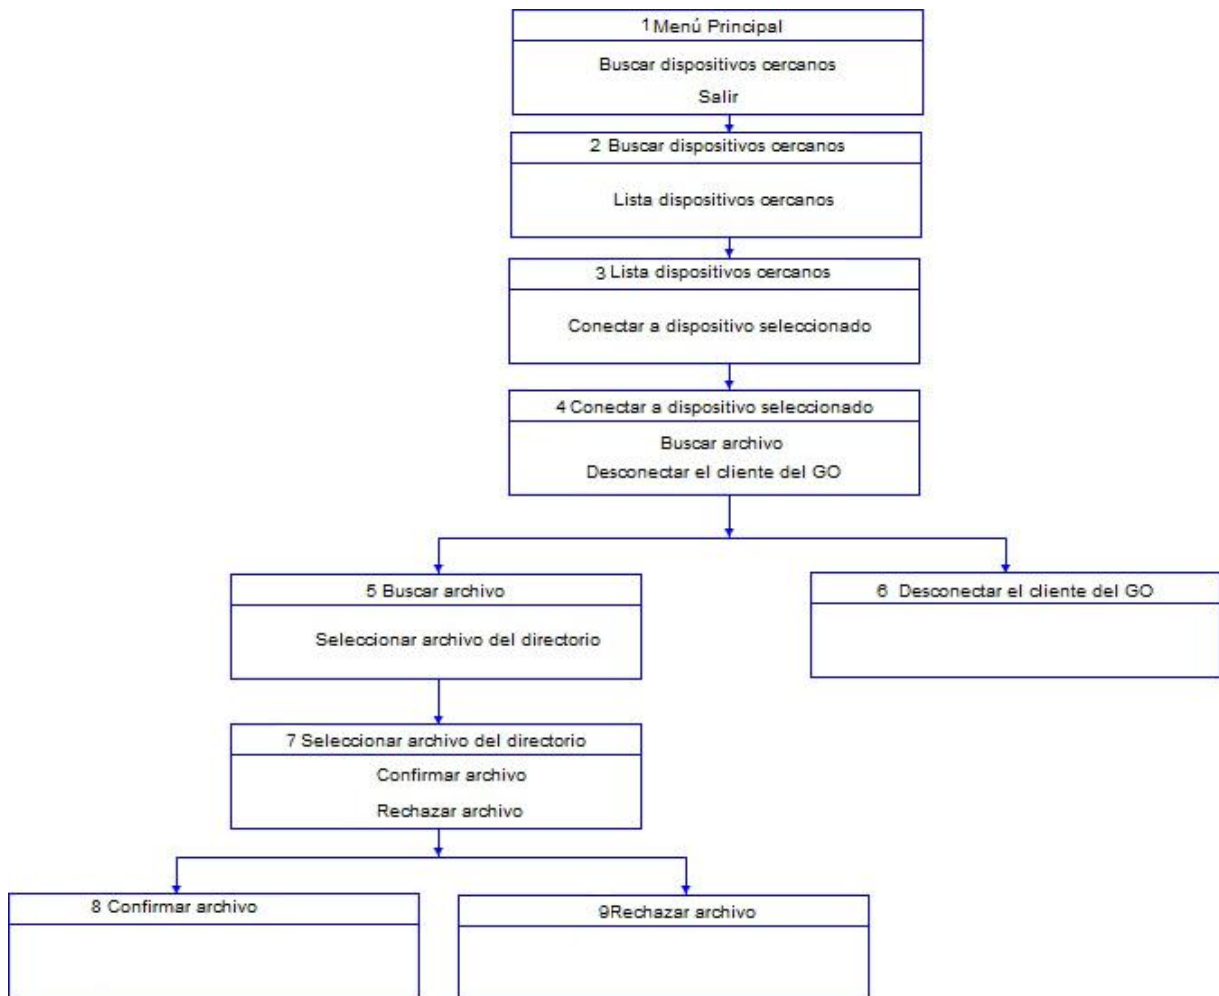 1 Menú Principal
Buscar dispositivos cercanos
Salir
2 Buscar dispositivos cercanos
Lista dispositivos cercanos
3 Lista dispositivos cercanos
Conectar a dispositivo seleccionado
4 Conectar a dispositivo seleccionado
Buscar archivo
Desconectar el cliente del GO
5 Buscar archivo
Seleccionar archivo del directorio
6 Desconectar el cliente del GO
7 Seleccionar archivo del directorio
Confirmar archivo
Rechazar archivo
8 Confirmar archivo
9Rechazar archivo